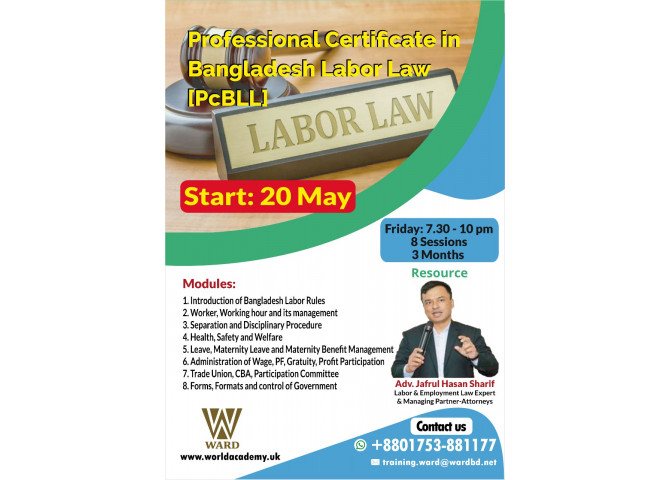 Professional Certificate in
Bangladesh Labor Law
[PcBLL]
LABOR LAW
Start: 20 May
Friday: 7.30 - 10 pm
8 Sessions
3 Months
Resource
Modules:
1. Introduction of Bangladesh Labor Rules
2. Worker, Working hour and its management
3. Separation and Disciplinary Procedure
4. Health, Safety and Welfare
5. Leave, Maternity Leave and Maternity Benefit Management
6. Administration of Wage, PF, Gratuity, Profit Participation
7. Trade Union, CBA, Participation Committee
8. Forms, Formats and control of Government
Adv. Jafrul Hasan Sharif
Labor & Employment Law Expert
& Managing Partner-Attorneys
WARD
www.worldacademy.uk
Contact us
+8801753-881177
training.ward@wardbd.net